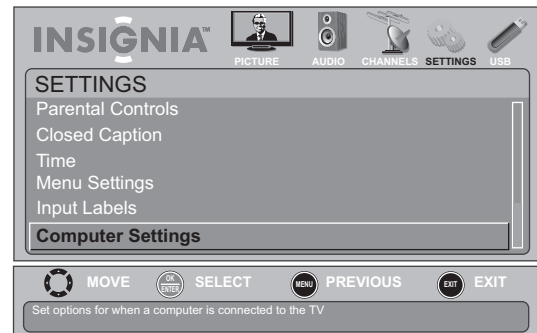 INSIGNIA™
PICTURE AUDIO CHANNELS SETTINGS USB
SETTINGS
Parental Controls
Closed Caption
Time
Menu Settings
Input Labels
Computer Settings
MOVE OK ENTER SELECT MENU PREVIOUS EXIT EXIT
Set options for when a computer is connected to the TV